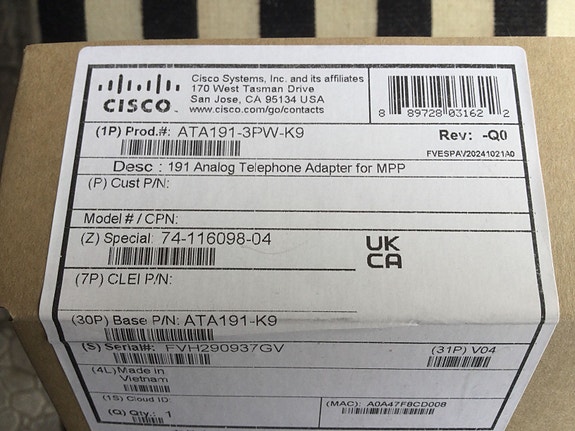 CISCO
Cisco Systems, Inc. and its affiliates
170 West Tasman Drive
San Jose, CA 95134 USA
www.cisco.com/go/contacts
8 89728 03162 2
(1P) Prod.#: ATA191-3PW-K9
Rev: -Q0
FVESPAV20241021A0
Desc : 191 Analog Telephone Adapter for MPP
(P) Cust P/N:
Model # / CPN:
(Z) Special: 74-116098-04
UK
CA
(7P) CLEI P/N:
(30P) Base P/N: ATA191-K9
(S) Serial#: FVH290937GV
(31P) V04
(4L) Made in
Vietnam
(1S) Cloud ID:
(MAC): A0A47F8CD008
(Q) Qty.: 1